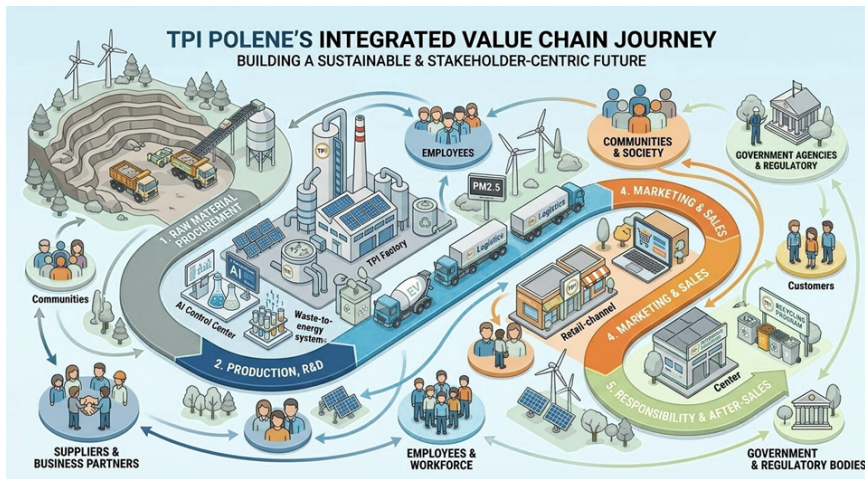 TPI POLENE'S INTEGRATED VALUE CHAIN JOURNEY
BUILDING A SUSTAINABLE & STAKEHOLDER-CENTRIC FUTURE
EMPLOYEES
COMMUNITIES
& SOCIETY
GOVERNMENT AGENCIES
& REGULATORY
TPI
PM2.5
1. RAW MATERIAL
PROCUREMENT
4. MARKETING & SALES
Logistics
Logistics
TPI Factory
EV
AI
AI Control Center
Waste-to-
energy
systems
Communities
Customers
Retail-channel
4. MARKETING & SALES
RECYCLING
PROGRAM
Center
2. PRODUCTION, R&D
5. RESPONSIBILITY & AFTER-SALES
SUPPLIERS &
BUSINESS PARTNERS
EMPLOYEES &
WORKFORCE
GOVERNMENT
& REGULATORY BODIES